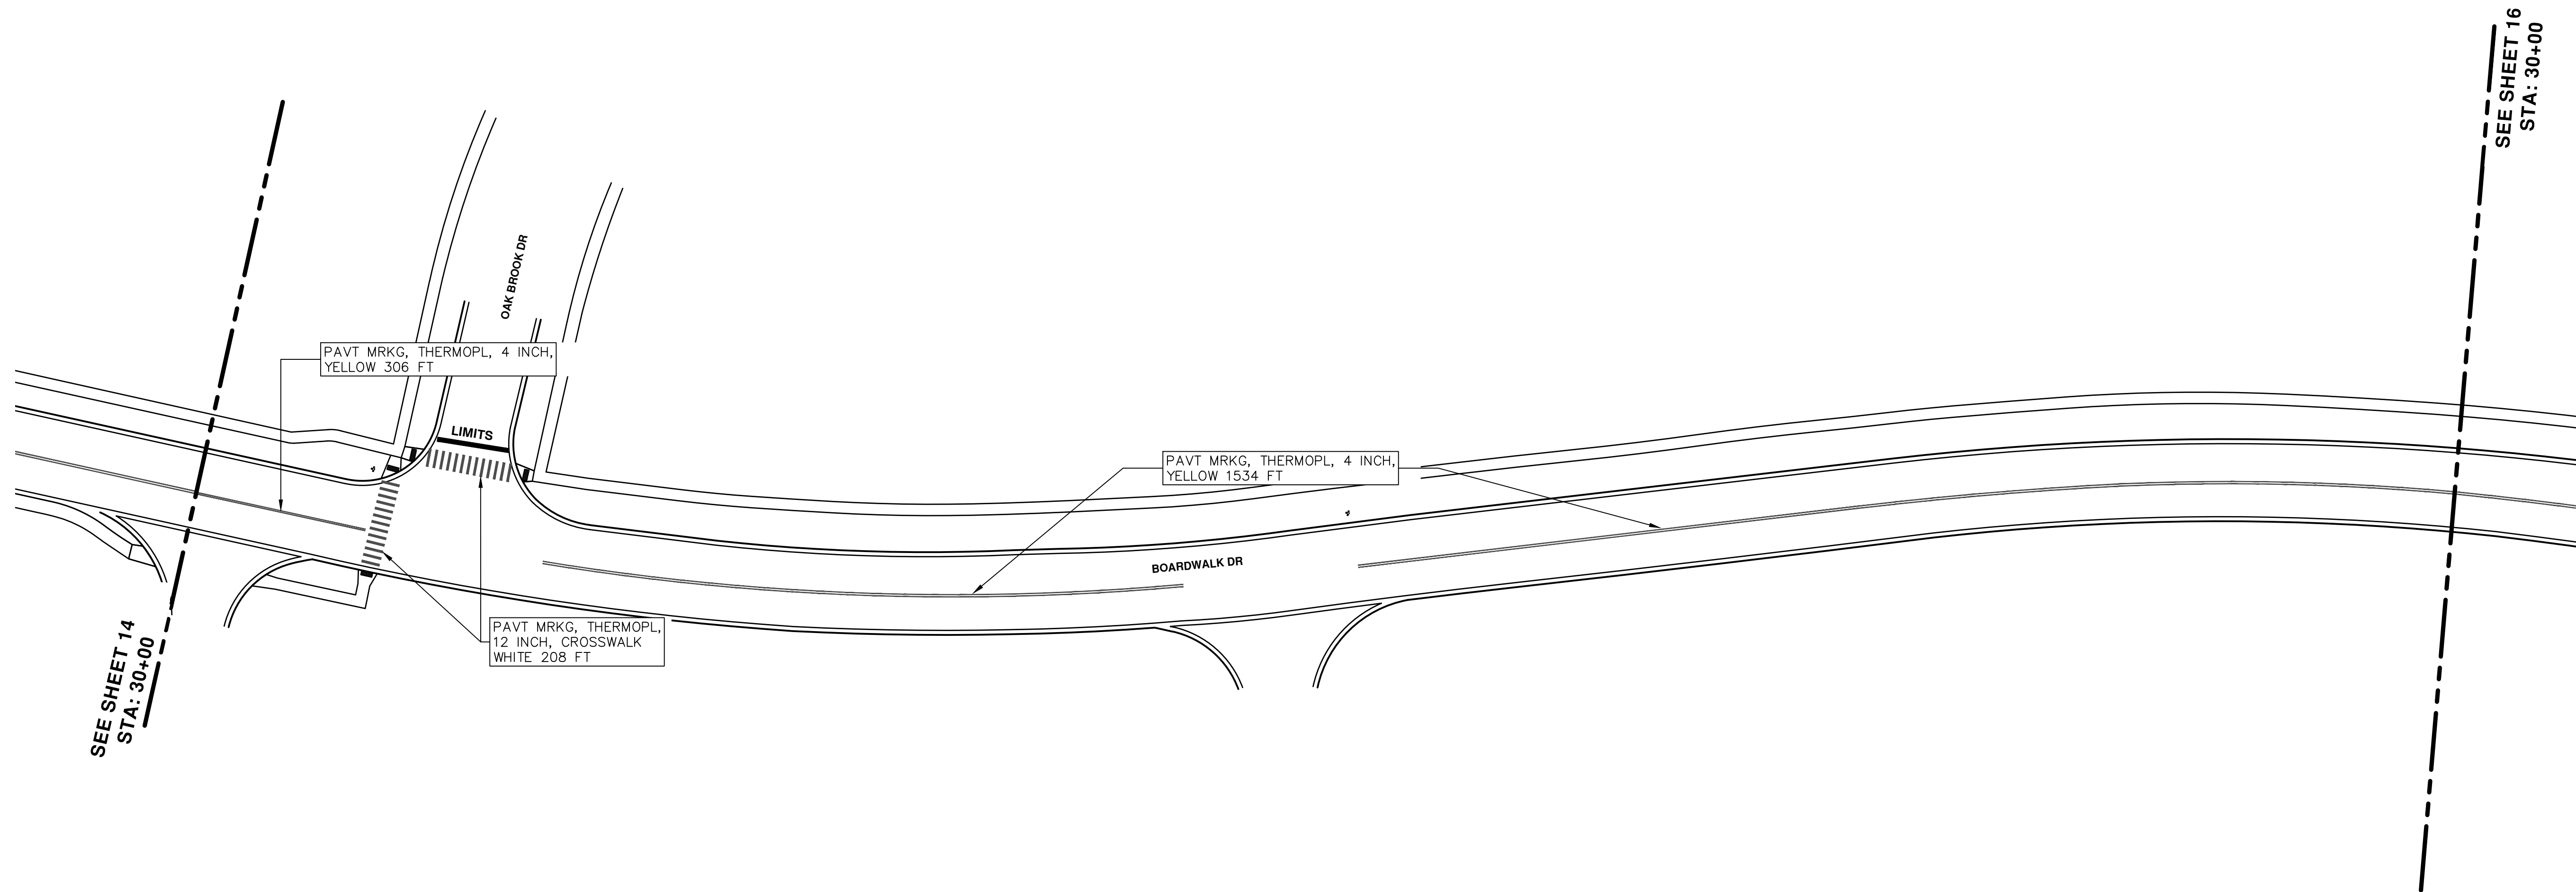 SEE SHEET 16
STA: 30+00
OAK BROOK DR
PAVT MRKG, THERMOPL, 4 INCH,
YELLOW 306 FT
LIMITS
PAVT MRKG, THERMOPL, 4 INCH,
YELLOW 1534 FT
BOARDWALK DR
PAVT MRKG, THERMOPL,
12 INCH, CROSSWALK
WHITE 208 FT
SEE SHEET 14
STA: 30+00